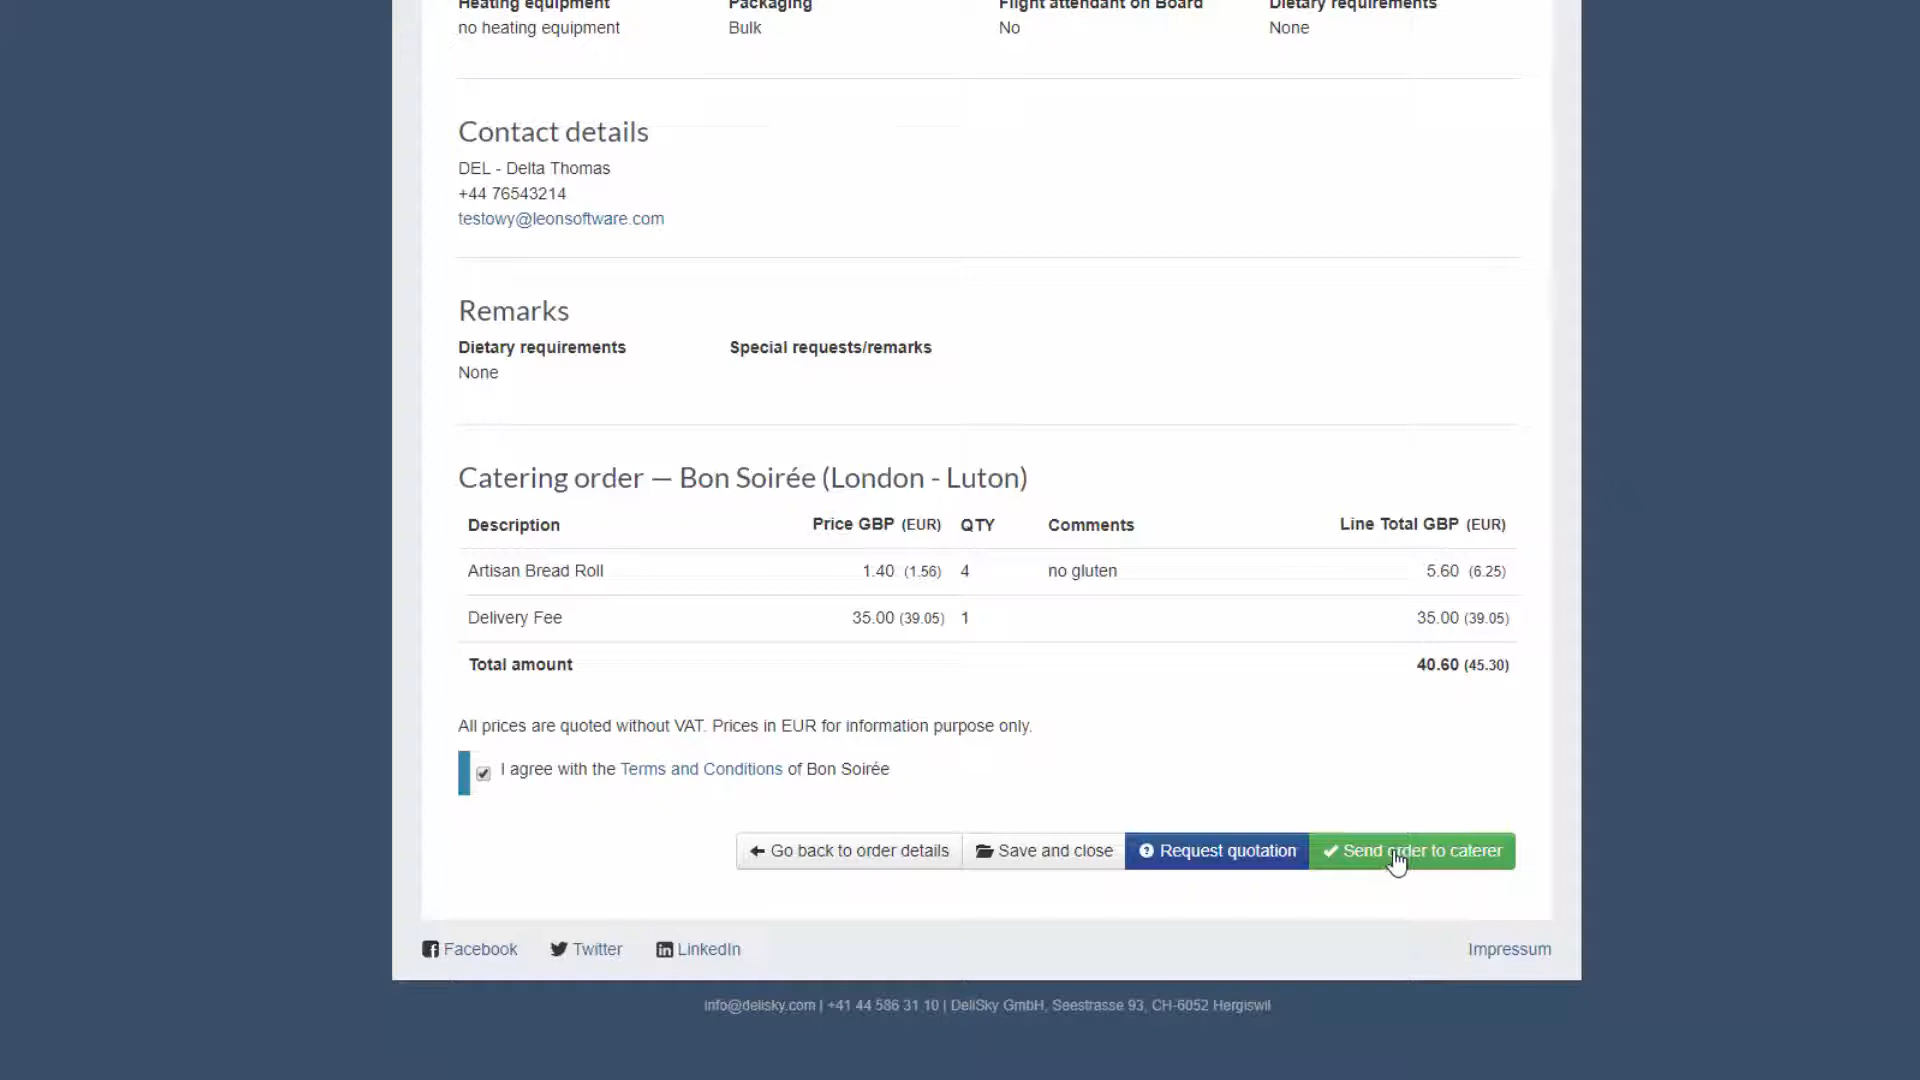 Heating equipment Packaging Flight attendant on Board Dietary requirements
no heating equipment Bulk No None
Contact details
DEL - Delta Thomas
+44 76543214
testowy@leonsoftware.com
Remarks
Dietary requirements Special requests/remarks
None
Catering order — Bon Soirée (London - Luton)
Description Price GBP (EUR) QTY Comments Line Total GBP (EUR)
Artisan Bread Roll 1.40 (1.56) 4 no gluten 5.60 (6.25)
Delivery Fee 35.00 (39.05) 1 35.00 (39.05)
Total amount 40.60 (45.30)
All prices are quoted without VAT. Prices in EUR for information purpose only.
I agree with the Terms and Conditions of Bon Soirée
Go back to order details Save and close Request quotation Send order to caterer
Facebook Twitter LinkedIn Impressum
info@delisky.com | +41 44 586 31 10 | DeliSky GmbH, Seestrasse 93, CH-6052 Hergiswil